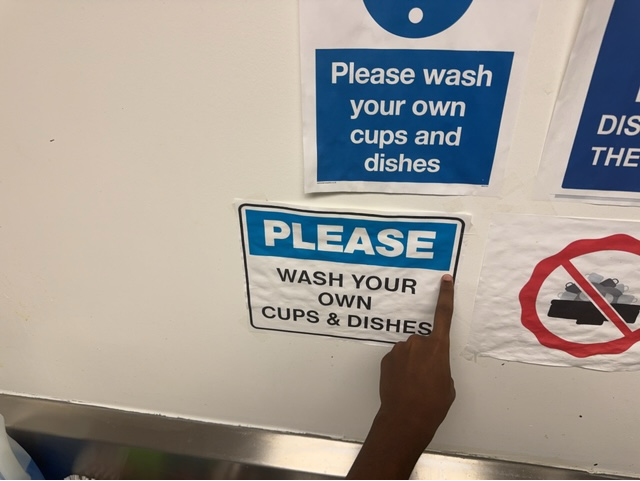 Please wash
your own
cups and
dishes
DIS
THE
PLEASE
WASH YOUR
OWN
CUPS & DISHES